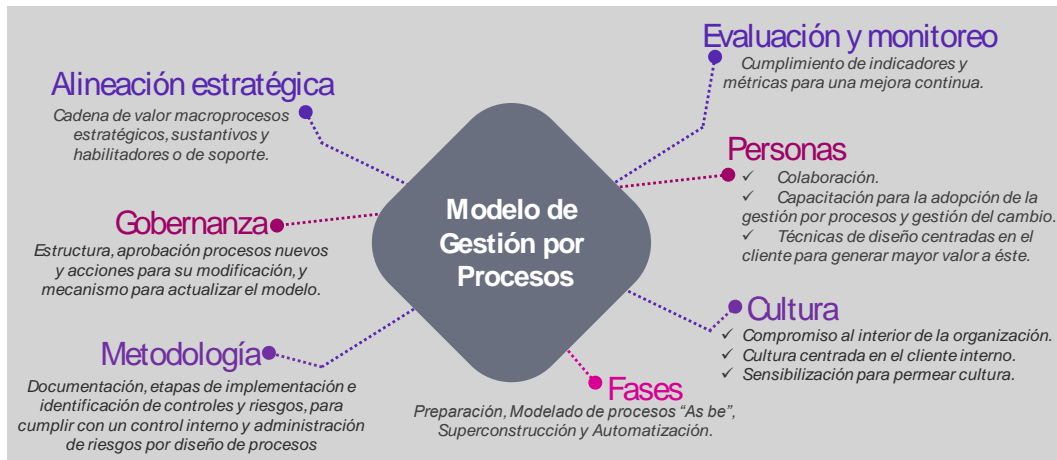 Alineación estratégica
Cadena de valor macroprocesos
estratégicos, sustantivos y
habilitadores o de soporte.
Gobernanza
Estructura, aprobación procesos nuevos
y acciones para su modificación, y
mecanismo para actualizar el modelo.
Metodología
Documentación, etapas de implementación e
identificación de controles y riesgos, para
cumplir con un control interno y administración
de riesgos por diseño de procesos
Modelo de
Gestión por
Procesos
Evaluación y monitoreo
Cumplimiento de indicadores y
métricas para una mejora continua.
Personas
✓ Colaboración.
✓ Capacitación para la adopción de la
gestión por procesos y gestión del cambio.
✓ Técnicas de diseño centradas en el
cliente para generar mayor valor a éste.
Cultura
✓ Compromiso al interior de la organización.
✓ Cultura centrada en el cliente interno.
✓ Sensibilización para permear cultura.
Fases
Preparación, Modelado de procesos “As be”,
Superconstrucción y Automatización.